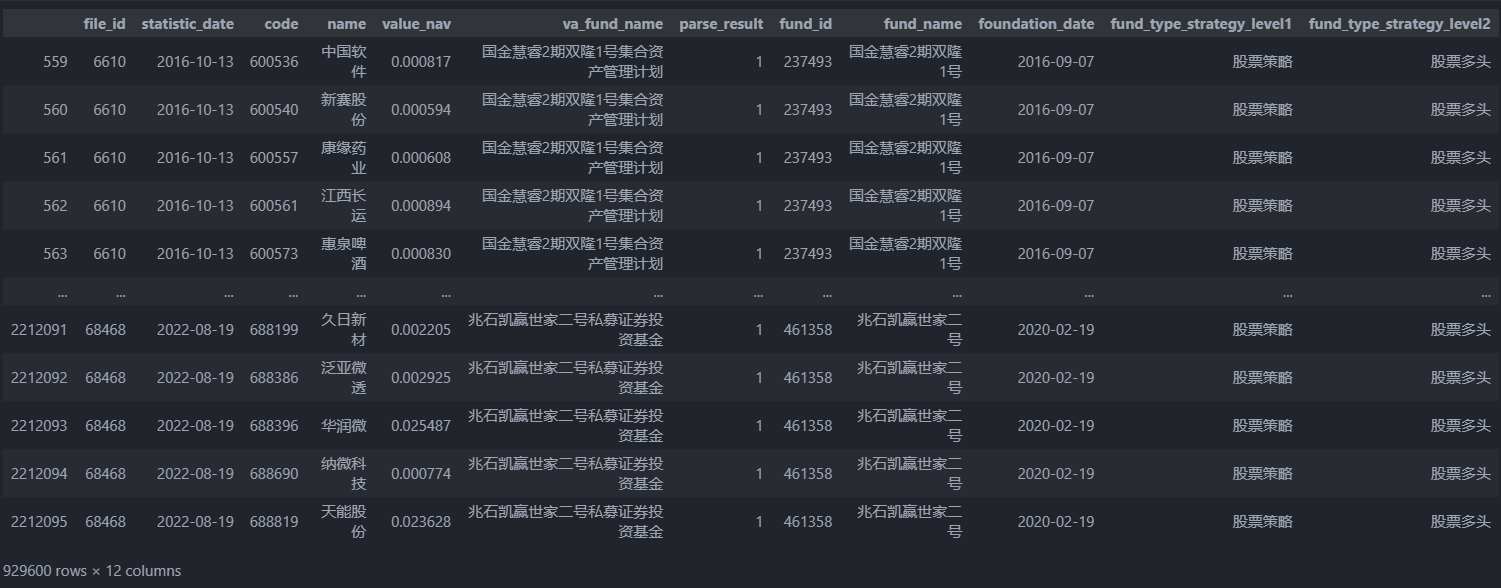 file_id statistic_date code name value_nav va_fund_name parse_result fund_id fund_name foundation_date fund_type_strategy_level1 fund_type_strategy_level2
559 6610 2016-10-13 600536 中国软件 0.000817 国金慧睿2期双隆1号集合资产管理计划 1 237493 国金慧睿2期双隆1号 2016-09-07 股票策略 股票多头
560 6610 2016-10-13 600540 新赛股份 0.000594 国金慧睿2期双隆1号集合资产管理计划 1 237493 国金慧睿2期双隆1号 2016-09-07 股票策略 股票多头
561 6610 2016-10-13 600557 康缘药业 0.000608 国金慧睿2期双隆1号集合资产管理计划 1 237493 国金慧睿2期双隆1号 2016-09-07 股票策略 股票多头
562 6610 2016-10-13 600561 江西长运 0.000894 国金慧睿2期双隆1号集合资产管理计划 1 237493 国金慧睿2期双隆1号 2016-09-07 股票策略 股票多头
563 6610 2016-10-13 600573 惠泉啤酒 0.000830 国金慧睿2期双隆1号集合资产管理计划 1 237493 国金慧睿2期双隆1号 2016-09-07 股票策略 股票多头
... ... ... ... ... ... ... ... ... ... ... ... ...
2212091 68468 2022-08-19 688199 久日新材 0.002205 兆石凯赢世家二号私募证券投资基金 1 461358 兆石凯赢世家二号 2020-02-19 股票策略 股票多头
2212092 68468 2022-08-19 688386 泛亚微透 0.002925 兆石凯赢世家二号私募证券投资基金 1 461358 兆石凯赢世家二号 2020-02-19 股票策略 股票多头
2212093 68468 2022-08-19 688396 华润微 0.025487 兆石凯赢世家二号私募证券投资基金 1 461358 兆石凯赢世家二号 2020-02-19 股票策略 股票多头
2212094 68468 2022-08-19 688690 纳微科技 0.000774 兆石凯赢世家二号私募证券投资基金 1 461358 兆石凯赢世家二号 2020-02-19 股票策略 股票多头
2212095 68468 2022-08-19 688819 天能股份 0.023628 兆石凯赢世家二号私募证券投资基金 1 461358 兆石凯赢世家二号 2020-02-19 股票策略 股票多头
929600 rows × 12 columns